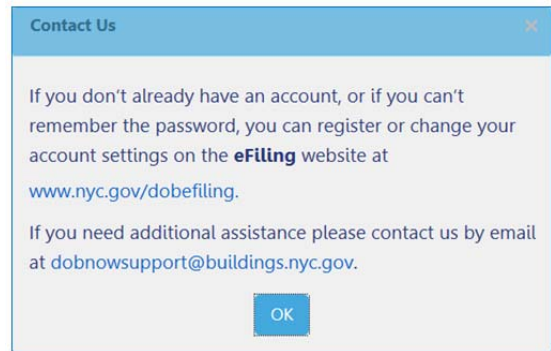 Contact Us
If you don't already have an account, or if you can't
remember the password, you can register or change your
account settings on the eFiling website at
www.nyc.gov/dobefiling.
If you need additional assistance please contact us by email
at dobnowsupport@buildings.nyc.gov.
OK